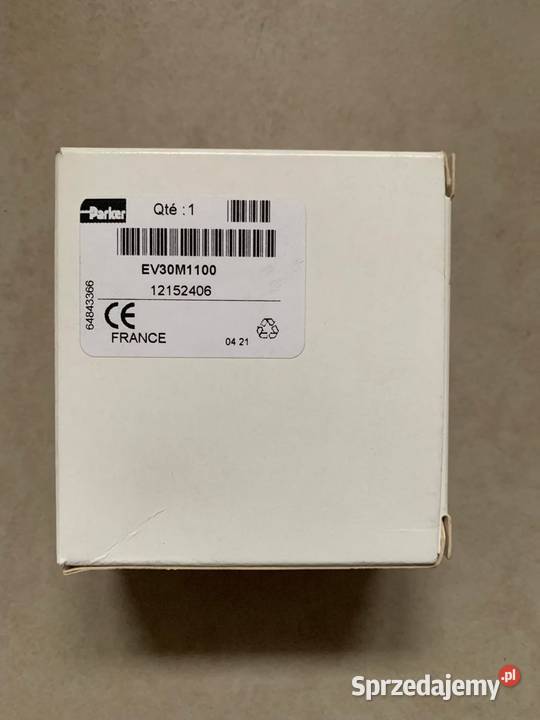 Parker
Qté : 1
EV30M1100
12152406
64843366
CE
FRANCE
04 21
Sprzedajemy.pl